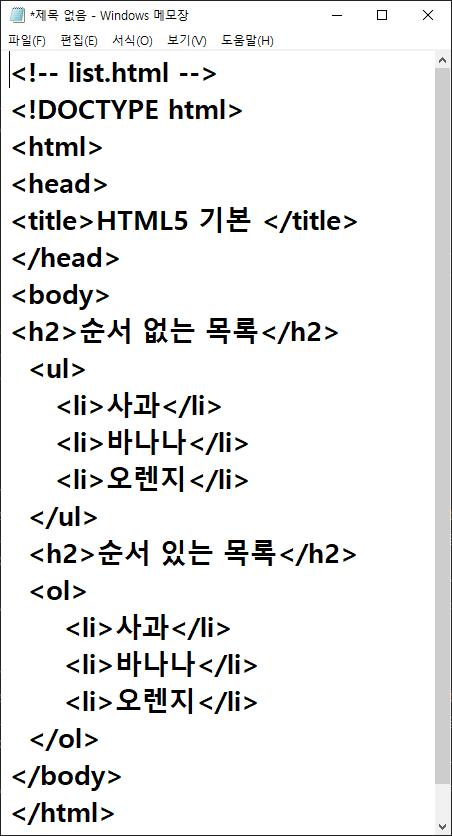 *제목 없음 - Windows 메모장
파일(F) 편집(E) 서식(O) 보기(V) 도움말(H)
<!-- list.html -->
<!DOCTYPE html>
<html>
<head>
<title>HTML5 기본 </title>
</head>
<body>
<h2>순서 없는 목록</h2>
<ul>
<li>사과</li>
<li>바나나</li>
<li>오렌지</li>
</ul>
<h2>순서 있는 목록</h2>
<ol>
<li>사과</li>
<li>바나나</li>
<li>오렌지</li>
</ol>
</body>
</html>